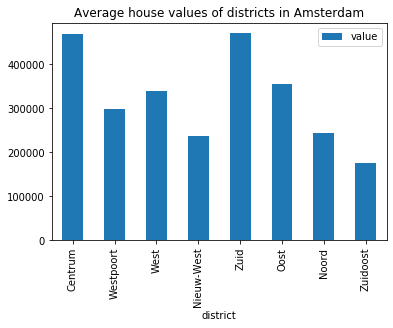 Average house values of districts in Amsterdam
value
400000
300000
200000
100000
0
Centrum
Westpoort
West
Nieuw-West
Zuid
Oost
Noord
Zuidoost
district